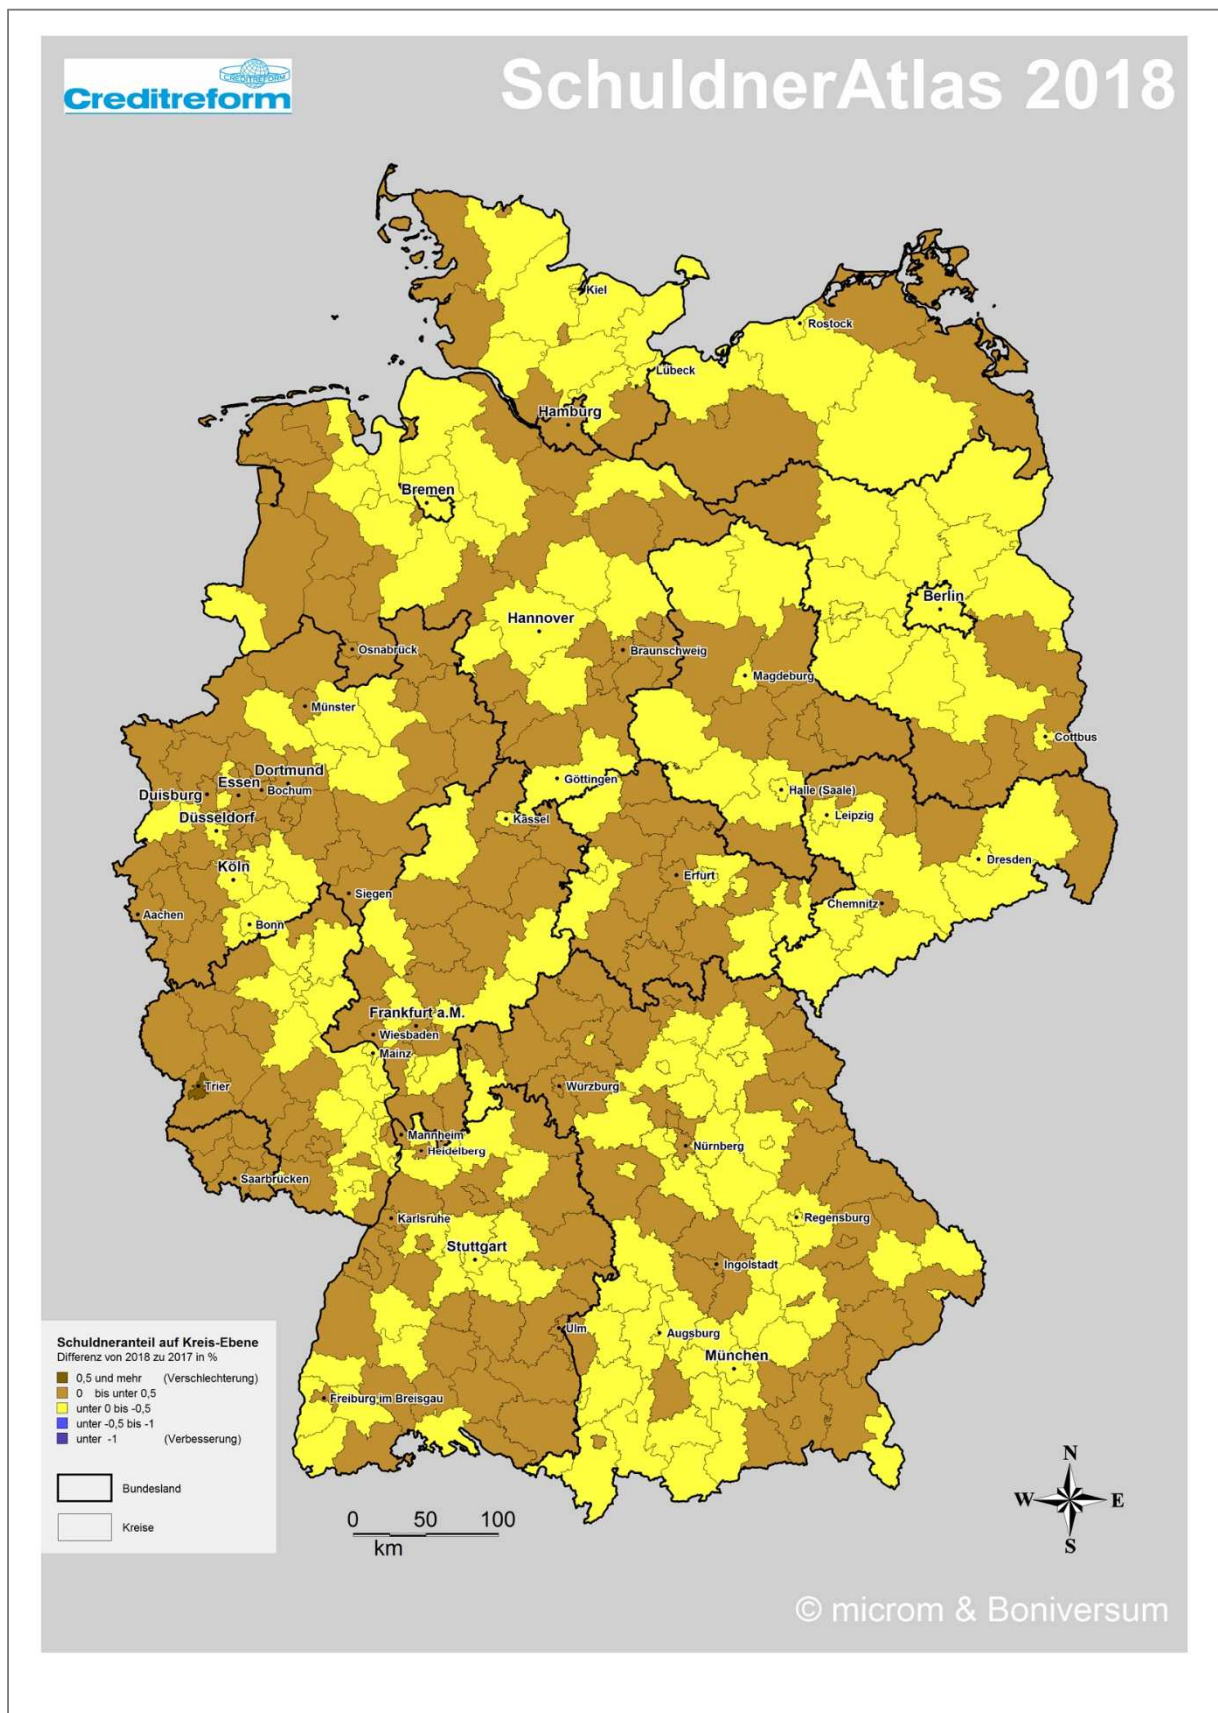 CREDITREFORM
Creditreform
SchuldnerAtlas 2018
Kiel
Rostock
Lübeck
Hamburg
Bremen
Berlin
Hannover
Osnabrück
Braunschweig
Magdeburg
Münster
Cottbus
Dortmund
Göttingen
Essen
Bochum
Halle (Saale)
Duisburg
Kassel
Leipzig
Düsseldorf
Dresden
Köln
Erfurt
Siegen
Chemnitz
Aachen
Bonn
Frankfurt a.M.
Wiesbaden
Mainz
Trier
Würzburg
Mannheim
Nürnberg
Heidelberg
Saarbrücken
Karlsruhe
Regensburg
Stuttgart
Ingolstadt
Ulm
Augsburg
München
Freiburg im Breisgau
Schuldneranteil auf Kreis-Ebene
Differenz von 2018 zu 2017 in %
0,5 und mehr (Verschlechterung)
0 bis unter 0,5
unter 0 bis -0,5
unter -0,5 bis -1
unter -1 (Verbesserung)
Bundesland
Kreise
0 50 100
km
N
W E
S
© microm & Boniversum